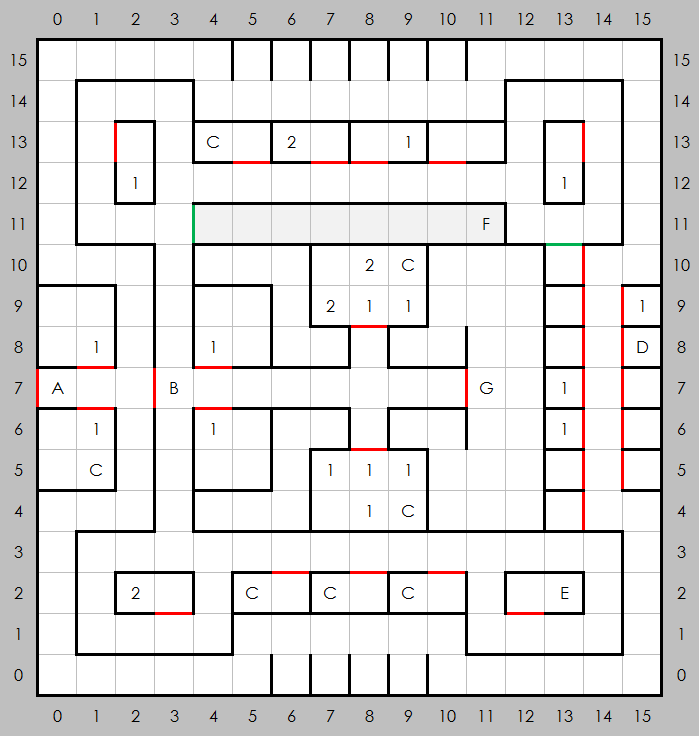 0 1 2 3 4 5 6 7 8 9 10 11 12 13 14 15
15 15
14 14
13 C 2 1 13
12 1 1 12
11 F 11
10 2 C 10
9 2 1 1 1 9
8 1 1 1 D 8
7 A B G 1 7
6 1 1 1 6
5 C 1 1 1 5
4 1 C 4
3 3
2 2 C C C E 2
1 1
0 0
0 1 2 3 4 5 6 7 8 9 10 11 12 13 14 15